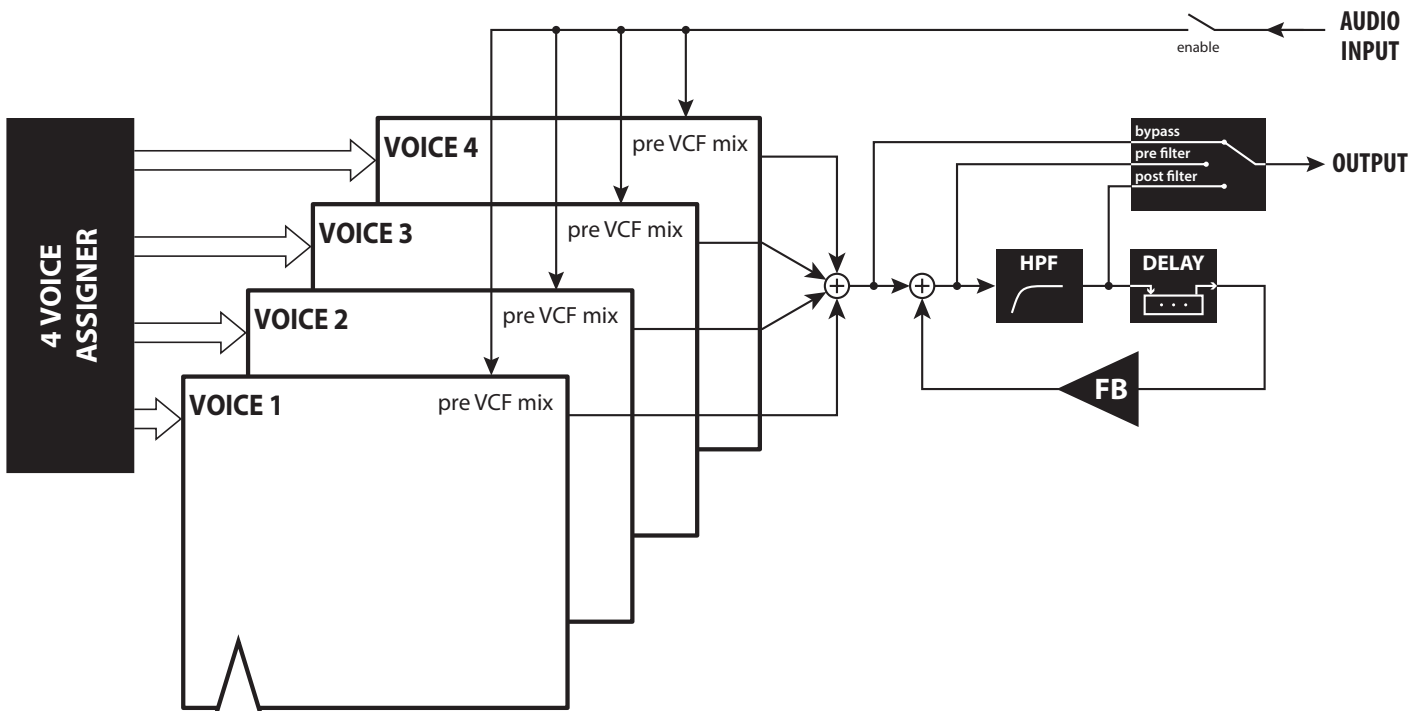 AUDIO
INPUT
enable
4 VOICE
ASSIGNER
VOICE 4
pre VCF mix
VOICE 3
pre VCF mix
VOICE 2
pre VCF mix
VOICE 1
pre VCF mix
bypass
pre filter
post filter
OUTPUT
HPF
DELAY
FB